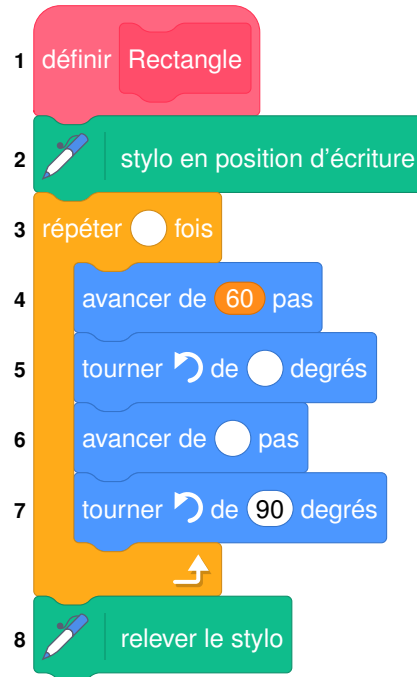 1 définir Rectangle
2 stylo en position d'écriture
3 répéter fois
4 avancer de 60 pas
5 tourner de degrés
6 avancer de pas
7 tourner de 90 degrés
8 relever le stylo